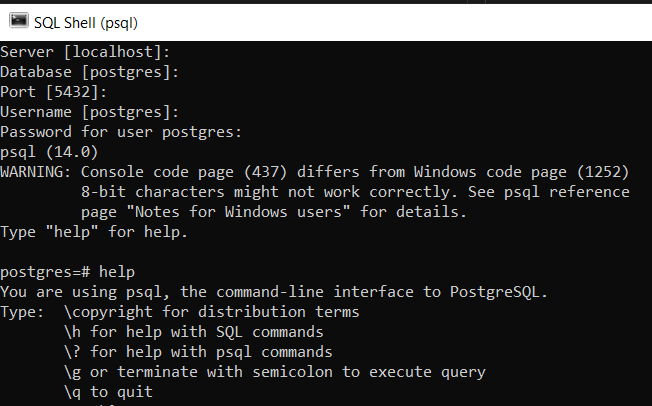 SQL Shell (psql)
Server [localhost]:
Database [postgres]:
Port [5432]:
Username [postgres]:
Password for user postgres:
psql (14.0)
WARNING: Console code page (437) differs from Windows code page (1252)
         8-bit characters might not work correctly. See psql reference
         page "Notes for Windows users" for details.
Type "help" for help.

postgres=# help
You are using psql, the command-line interface to PostgreSQL.
Type:  \copyright for distribution terms
       \h for help with SQL commands
       \? for help with psql commands
       \g or terminate with semicolon to execute query
       \q to quit